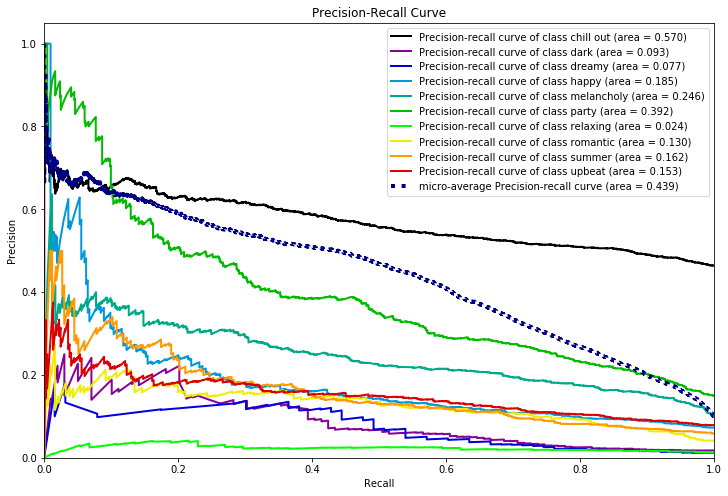 Precision-Recall Curve
Precision-recall curve of class chill out (area = 0.570)
Precision-recall curve of class dark (area = 0.093)
Precision-recall curve of class dreamy (area = 0.077)
Precision-recall curve of class happy (area = 0.185)
Precision-recall curve of class melancholy (area = 0.246)
Precision-recall curve of class party (area = 0.392)
Precision-recall curve of class relaxing (area = 0.024)
Precision-recall curve of class romantic (area = 0.130)
Precision-recall curve of class summer (area = 0.162)
Precision-recall curve of class upbeat (area = 0.153)
micro-average Precision-recall curve (area = 0.439)
Precision
1.0
0.8
0.6
0.4
0.2
0.0
0.0 0.2 0.4 0.6 0.8 1.0
Recall